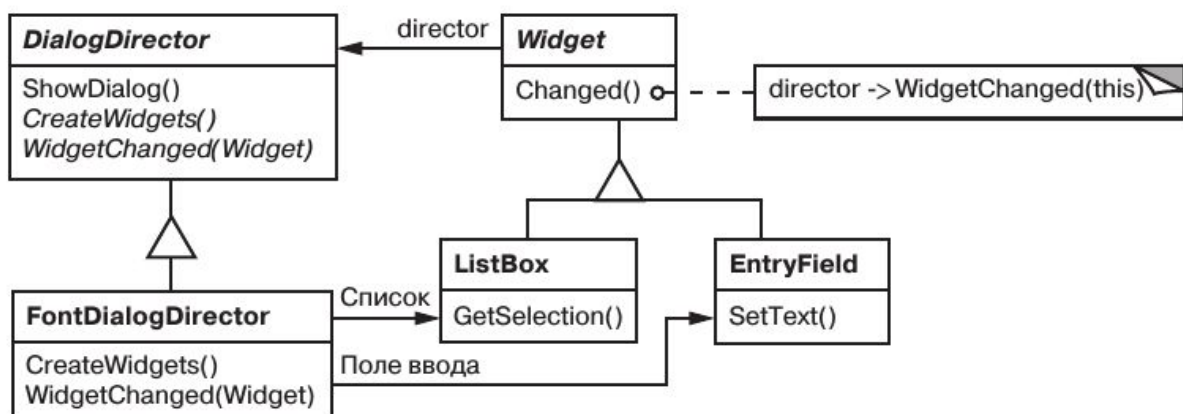 DialogDirector
ShowDialog()
CreateWidgets()
WidgetChanged(Widget)
director
Widget
Changed()
director -> WidgetChanged(this)
FontDialogDirector
CreateWidgets()
WidgetChanged(Widget)
Список
Поле ввода
ListBox
GetSelection()
EntryField
SetText()